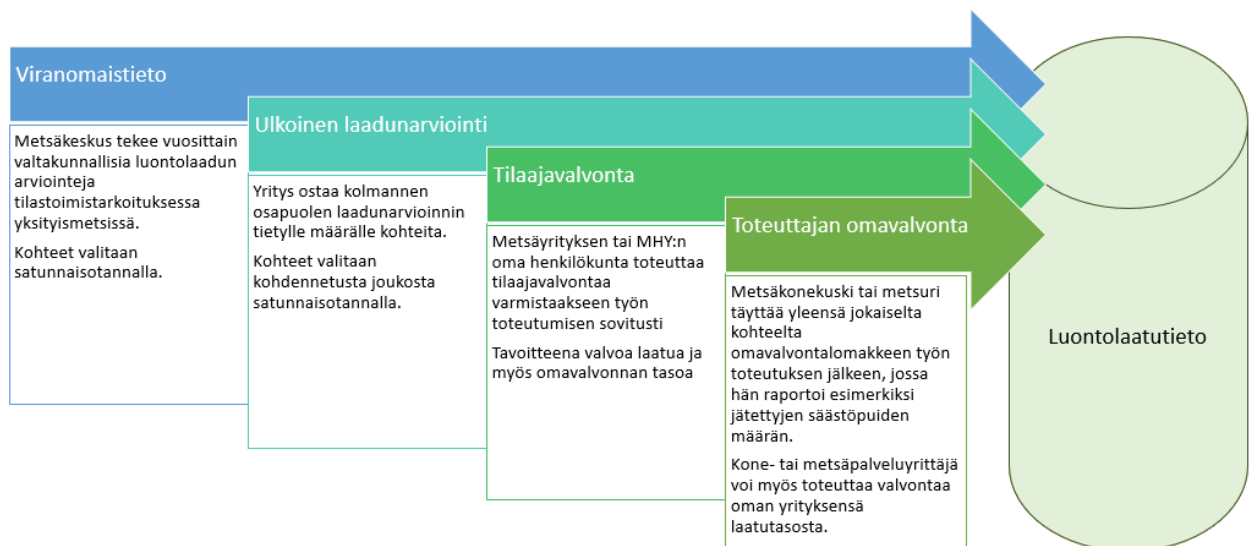 Viranomaistieto
Metsäkeskus tekee vuosittain
valtakunnallisia luontolaadun
arviointeja
tilastoimistarkoituksessa
yksityismetsissä.
Kohteet valitaan
satunnaisotannalla.
Ulkoinen laadunarviointi
Yritys ostaa kolmannen
osapuolen laadunarvioinnin
tietylle määrälle kohteita.
Kohteet valitaan
kohdennetusta joukosta
satunnaisotannalla.
Tilaajavalvonta
Metsäyrityksen tai MHY:n
oma henkilökunta toteuttaa
tilaajavalvontaa
varmistaakseen työn
toteutumisen sovitusti
Tavoitteena valvoa laatua ja
myös omavalvonnan tasoa
Toteuttajan omavalvonta
Metsäkonekuski tai metsuri
täyttää yleensä jokaiselta
kohteelta
omavalvontalomakkeen työn
toteutuksen jälkeen, jossa
hän raportoi esimerkiksi
jätettyjen säästöpuiden
määrän.
Kone- tai metsäpalveluyrittäjä
voi myös toteuttaa valvontaa
oman yrityksensä
laatutasosta.
Luontolaatutieto